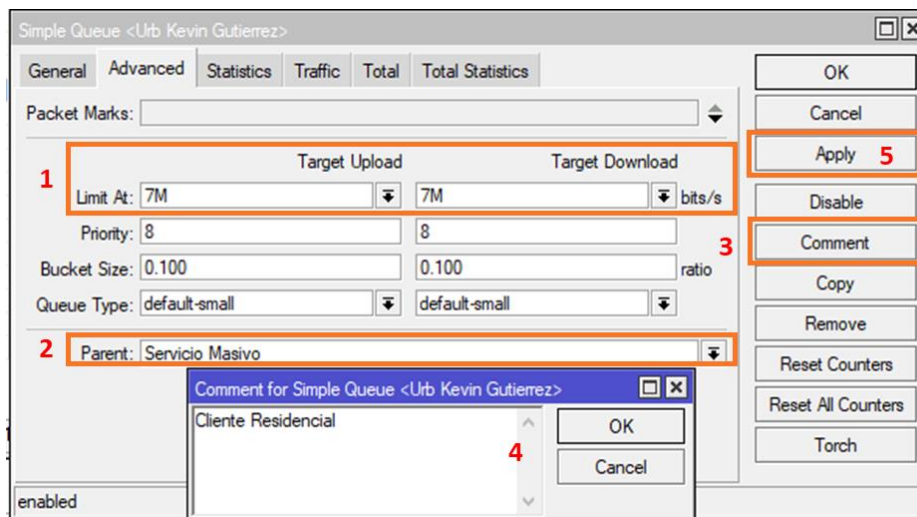 Simple Queue <Urb Kevin Gutierrez>
General Advanced Statistics Traffic Total Total Statistics
Packet Marks:
1 Target Upload Target Download
Limit At: 7M 7M bits/s
Priority: 8 8
Bucket Size: 0.100 0.100 ratio
Queue Type: default-small default-small
2 Parent: Servicio Masivo
Comment for Simple Queue <Urb Kevin Gutierrez>
Cliente Residencial
4
OK
Cancel
enabled
OK
Cancel
Apply 5
Disable
3 Comment
Copy
Remove
Reset Counters
Reset All Counters
Torch